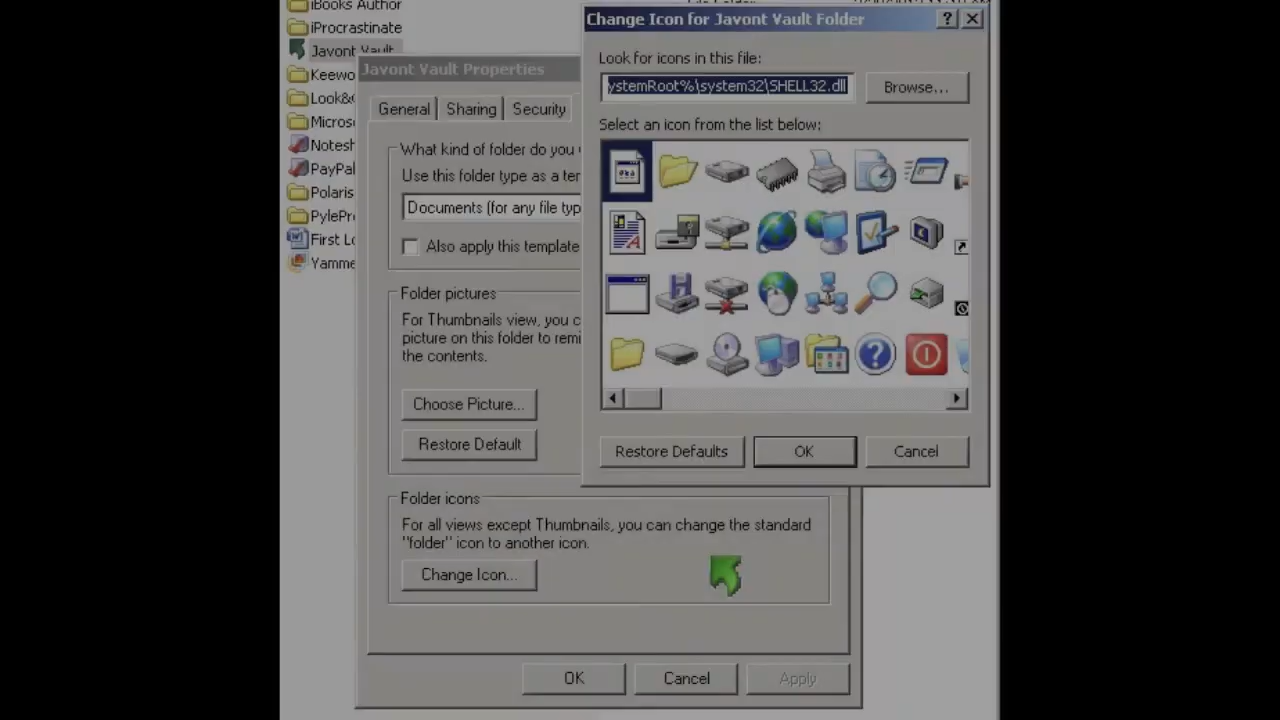 iBooks Author
iProcrastinate
Javont Vault
Keewo
Look&
Micros
Notesh
PayPal
Polaris
PylePr
First Lo
Yamme
Javont Vault Properties
General
Sharing
Security
What kind of folder do you
Use this folder type as a te
Documents (for any file typ
Also apply this template
Folder pictures
For Thumbnails view, you c
picture on this folder to remi
the contents.
Choose Picture...
Restore Default
Folder icons
For all views except Thumbnails, you can change the standard
"folder" icon to another icon.
Change Icon...
OK
Cancel
Apply
Change Icon for Javont Vault Folder
Look for icons in this file:
ystemRoot%\system32\SHELL32.dll
Browse...
Select an icon from the list below:
Restore Defaults
OK
Cancel